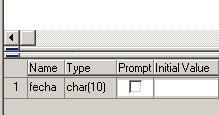 Name Type Prompt Initial Value
1 fecha char(10)